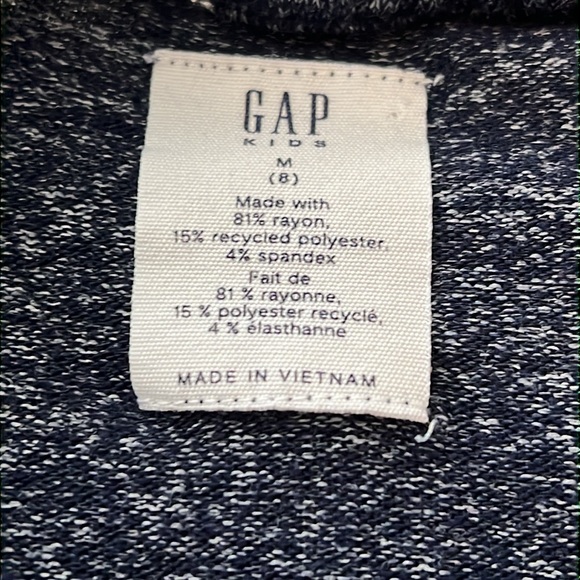 GAP
KIDS
M
(8)
Made with
81% rayon,
15% recycled polyester,
4% spandex
Fait de
81 % rayonne,
15 % polyester recyclé,
4 % élasthanne
MADE IN VIETNAM